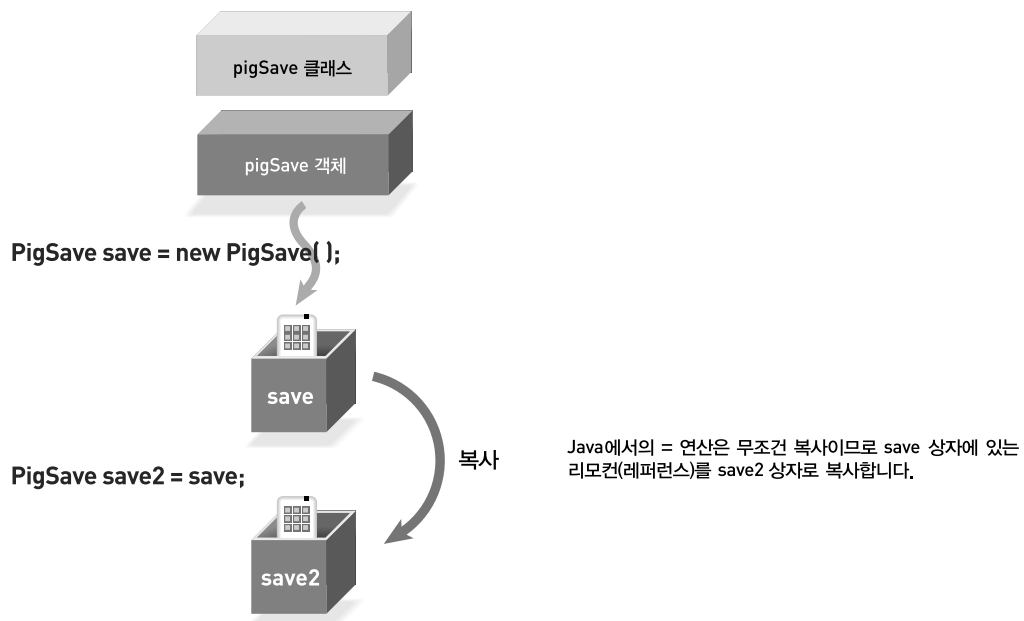 pigSave 클래스
pigSave 객체
PigSave save = new PigSave( );
save
복사
Java에서의 = 연산은 무조건 복사이므로 save 상자에 있는
리모컨(레퍼런스)를 save2 상자로 복사합니다.
PigSave save2 = save;
save2